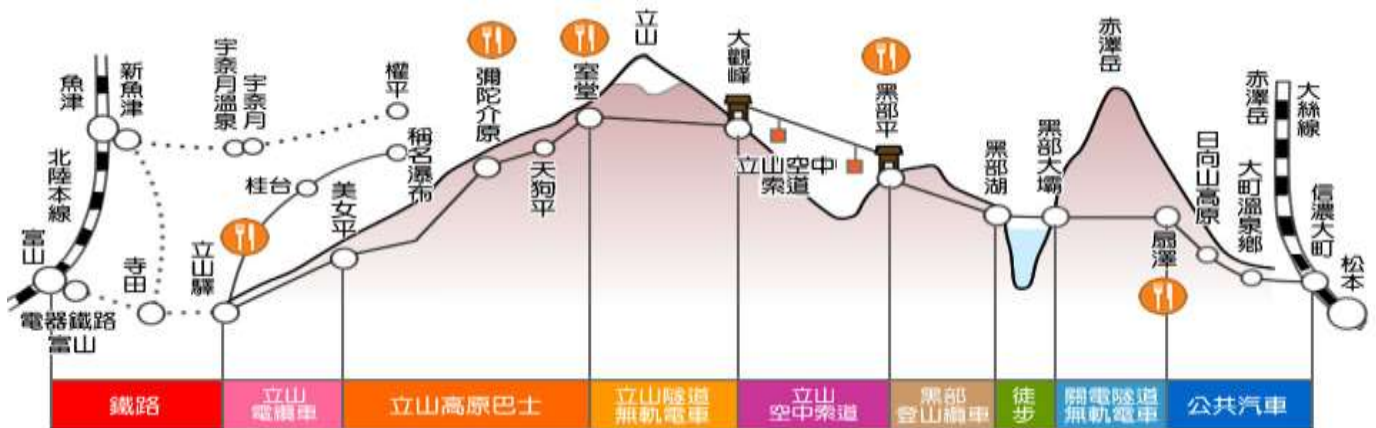 魚津
新魚津
北陸本線
富山
電器鐵路
富山
寺田
宇奈月溫泉
宇奈月
權平
桂台
稱名瀑布
立山驛
美女平
彌陀介原
天狗平
室堂
立山
大觀峰
立山空中
索道
黑部平
黑部湖
黑部大壩
赤澤岳
扇澤
日向山高原
大町溫泉鄉
赤澤岳
大絲線
信濃大町
松本
鐵路
立山
電纜車
立山高原巴士
立山隧道
無軌電車
立山
空中索道
黑部
登山纜車
徒步
關電隧道
無軌電車
公共汽車